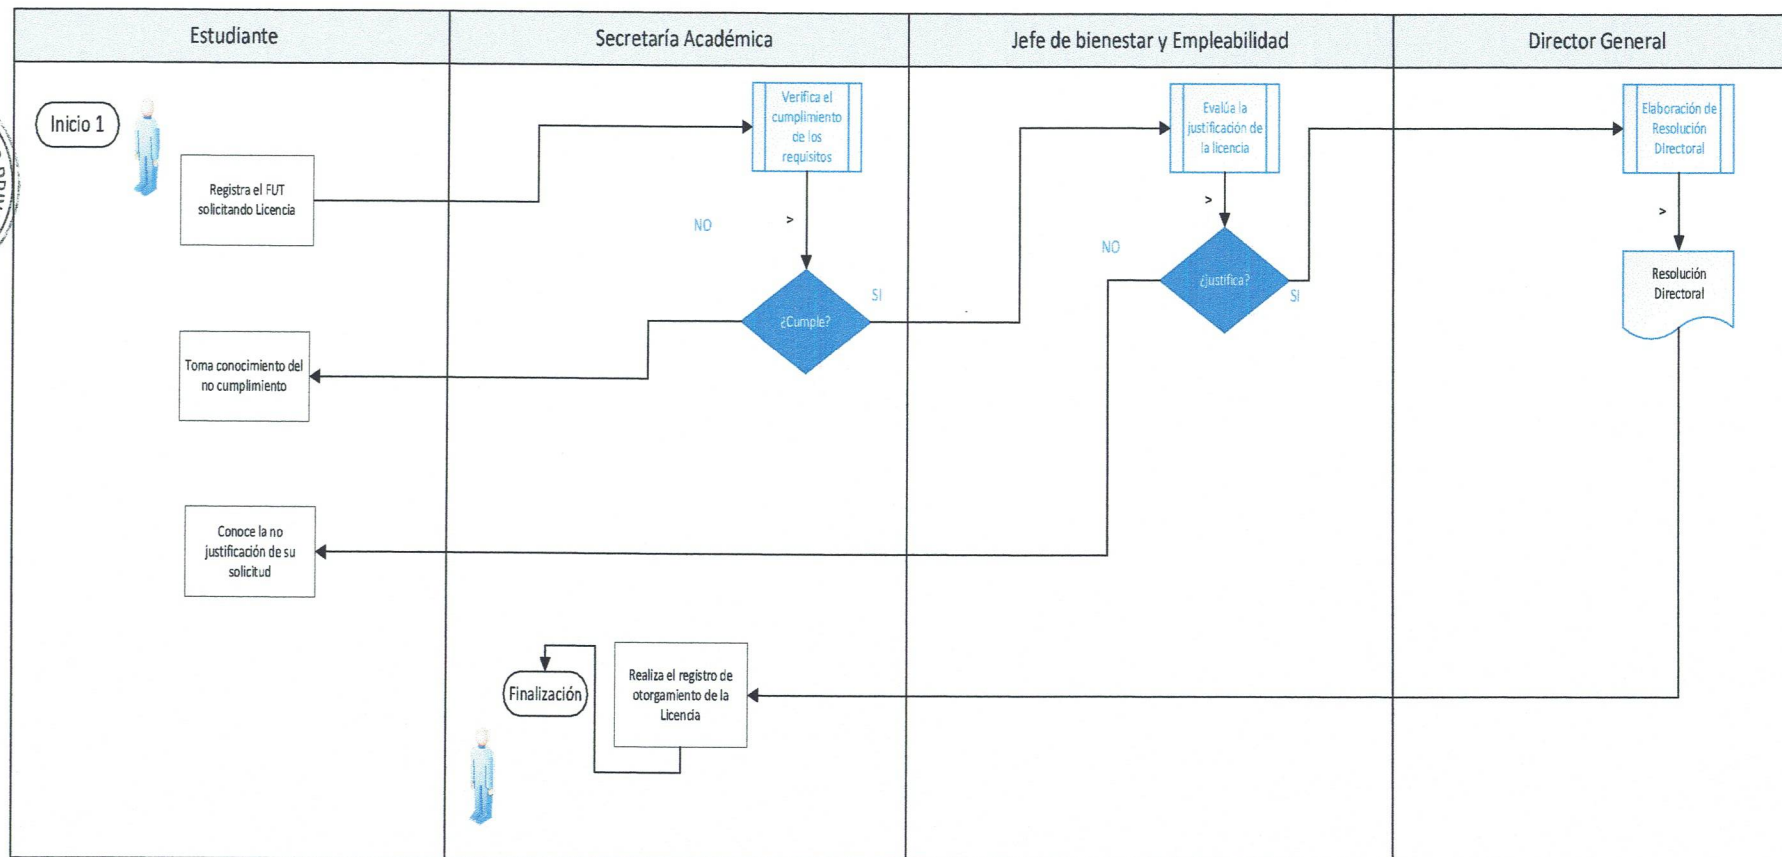 Estudiante
Secretaría Académica
Jefe de bienestar y Empleabilidad
Director General
Inicio 1
Registra el FUT
solicitando Licencia
Verifica el
cumplimiento
de los
requisitos
>
NO
¿Cumple?
SI
Evalúa la
justificación de
la licencia
>
NO
¿Justifica?
SI
Elaboración de
Resolución
Directoral
>
Resolución
Directoral
Toma conocimiento del
no cumplimiento
Conoce la no
justificación de su
solicitud
Realiza el registro de
otorgamiento de la
Licencia
Finalización